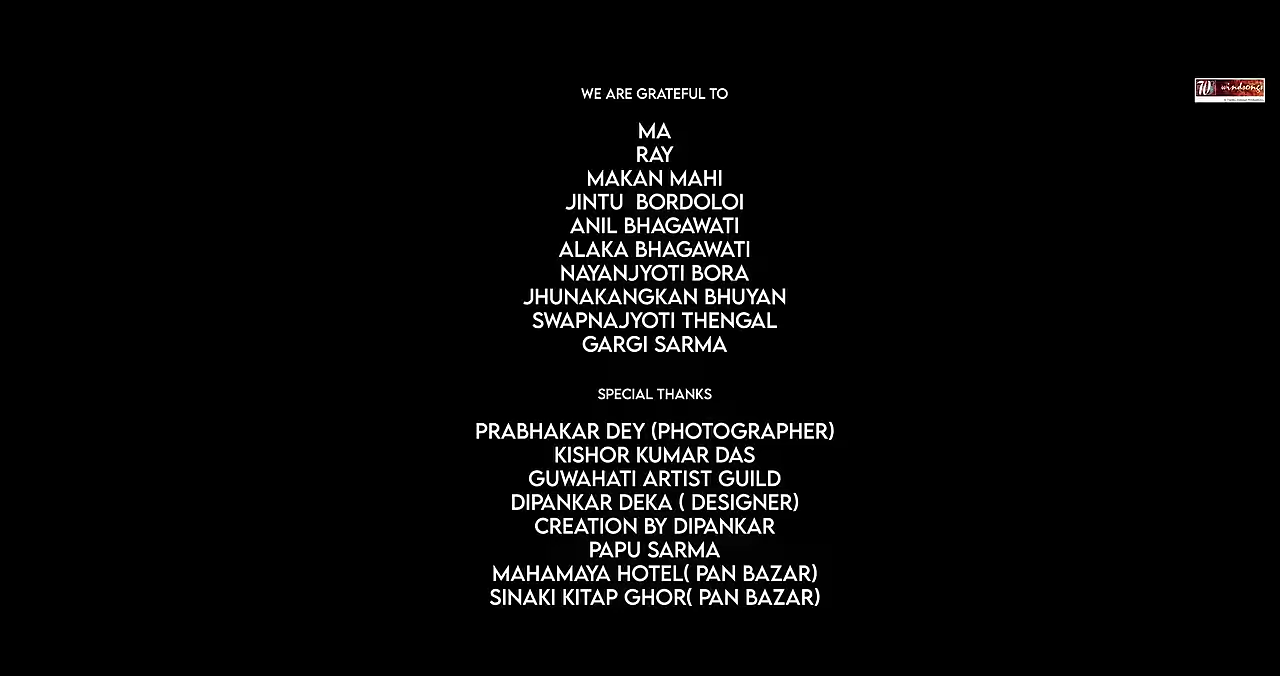 WE ARE GRATEFUL TO
MA
RAY
MAKAN MAHI
JINTU  BORDOLOI
ANIL BHAGAWATI
ALAKA BHAGAWATI
NAYANJYOTI BORA
JHUNAKANGKAN BHUYAN
SWAPNAJYOTI THENGAL
GARGI SARMA
SPECIAL THANKS
PRABHAKAR DEY (PHOTOGRAPHER)
KISHOR KUMAR DAS
GUWAHATI ARTIST GUILD
DIPANKAR DEKA ( DESIGNER)
CREATION BY DIPANKAR
PAPU SARMA
MAHAMAYA HOTEL( PAN BAZAR)
SINAKI KITAP GHOR( PAN BAZAR)
70 windsongs